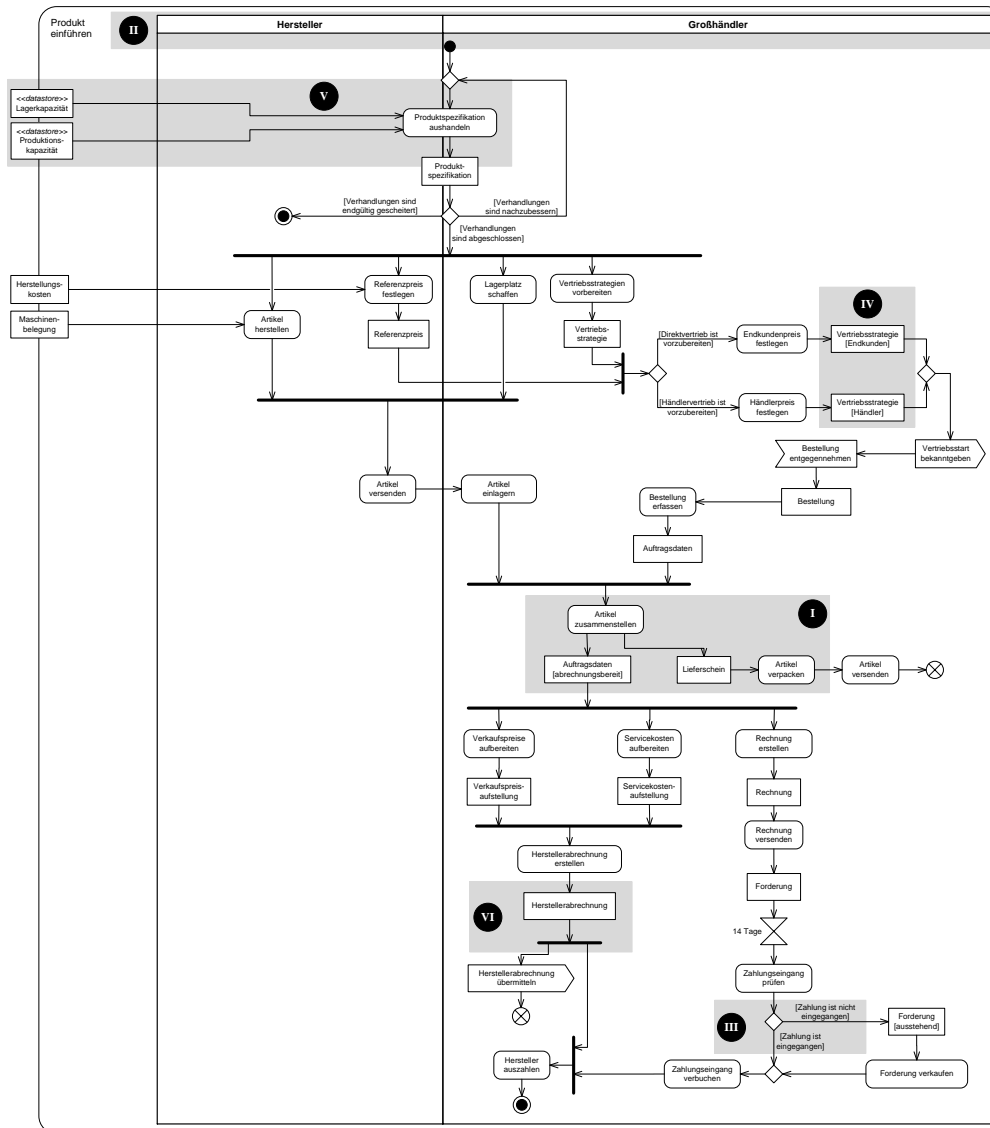 Produkt
einführen
II
Hersteller
Großhändler
V
<<datastore>>
Lagerkapazität
<<datastore>>
Produktions-
kapazität
Produktspezifikation
aushandeln
Produkt-
spezifikation
[Verhandlungen sind
endgültig gescheitert]
[Verhandlungen
sind nachzubessern]
[Verhandlungen
sind abgeschlossen]
Herstellungs-
kosten
Referenzpreis
festlegen
Lagerplatz
schaffen
Vertriebsstrategien
vorbereiten
IV
Maschinen-
belegung
Artikel
herstellen
Referenzpreis
Vertriebs-
strategie
[Direktvertrieb ist
vorzubereiten]
Endkundenpreis
festlegen
Vertriebsstrategie
[Endkunden]
[Händlervertrieb ist
vorzubereiten]
Händlerpreis
festlegen
Vertriebsstrategie
[Händler]
Bestellung
entgegennehmen
Vertriebsstart
bekanntgeben
Artikel
versenden
Artikel
einlagern
Bestellung
erfassen
Bestellung
Auftragsdaten
I
Artikel
zusammenstellen
Auftragsdaten
[abrechnungsbereit]
Lieferschein
Artikel
verpacken
Artikel
versenden
Verkaufspreise
aufbereiten
Servicekosten
aufbereiten
Rechnung
erstellen
Verkaufspreis-
aufstellung
Servicekosten-
aufstellung
Rechnung
Rechnung
versenden
Herstellerabrechnung
erstellen
Forderung
VI
Herstellerabrechnung
14 Tage
Herstellerabrechnung
übermitteln
Zahlungseingang
prüfen
III
[Zahlung ist nicht
eingegangen]
Forderung
[ausstehend]
[Zahlung ist
eingegangen]
Hersteller
auszahlen
Zahlungseingang
verbuchen
Forderung verkaufen